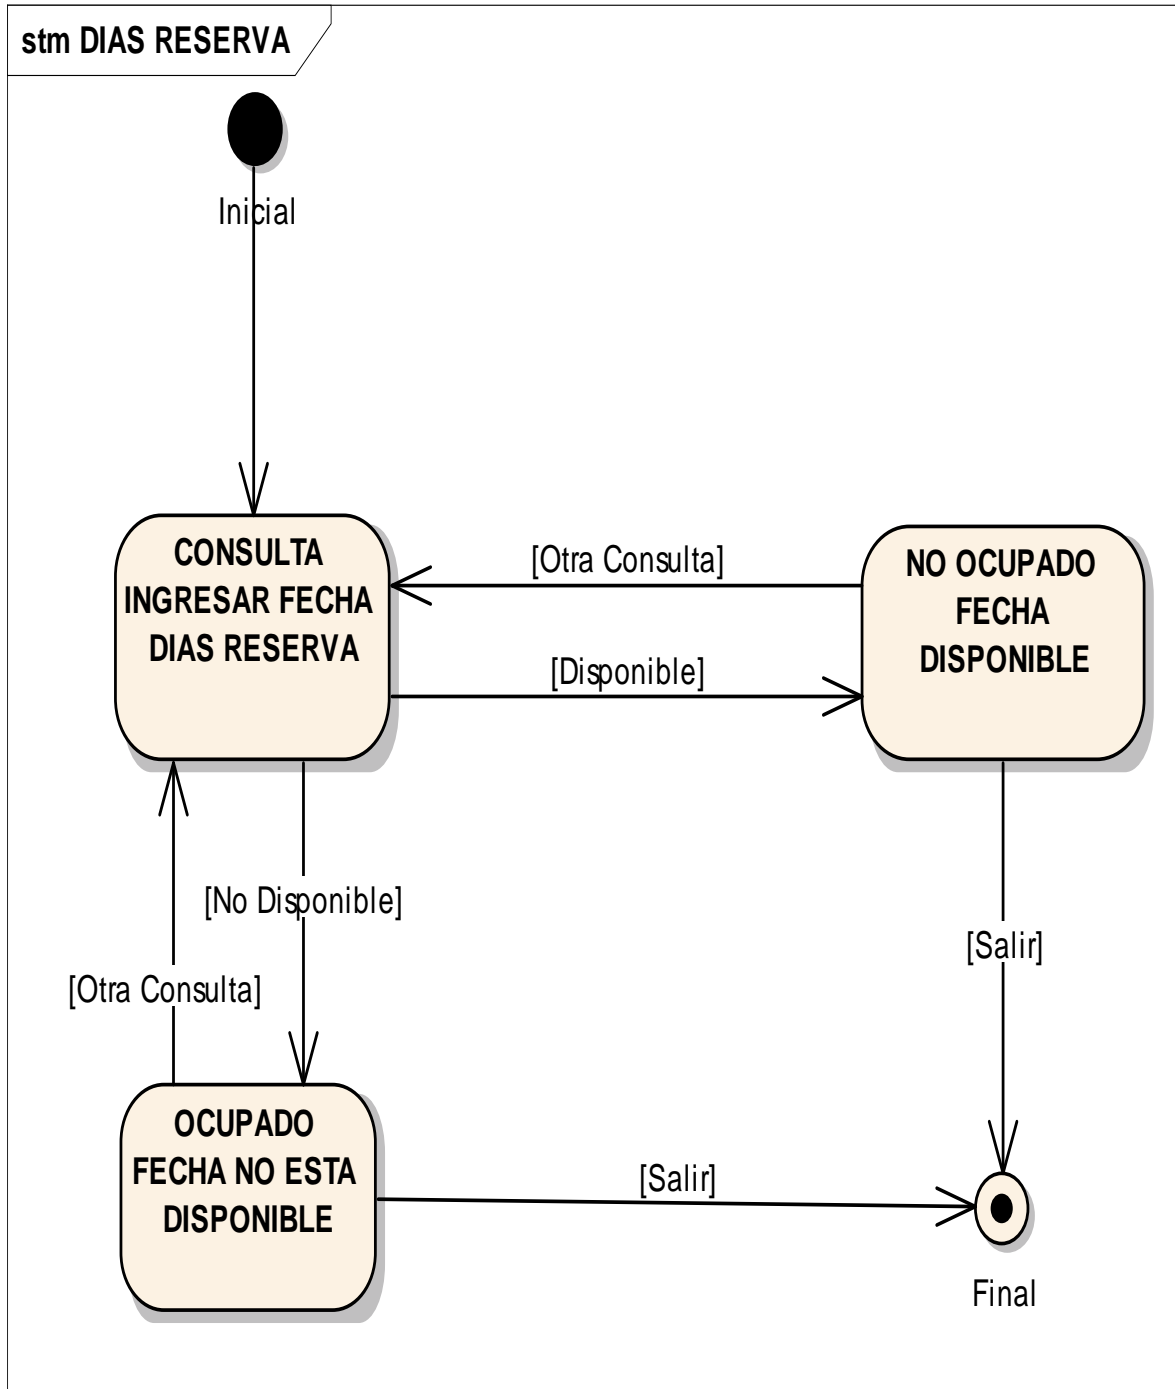 stm DIAS RESERVA
Inicial
CONSULTA
INGRESAR FECHA
DIAS RESERVA
[Otra Consulta]
[Disponible]
NO OCUPADO
FECHA
DISPONIBLE
[No Disponible]
[Otra Consulta]
[Salir]
OCUPADO
FECHA NO ESTA
DISPONIBLE
[Salir]
Final